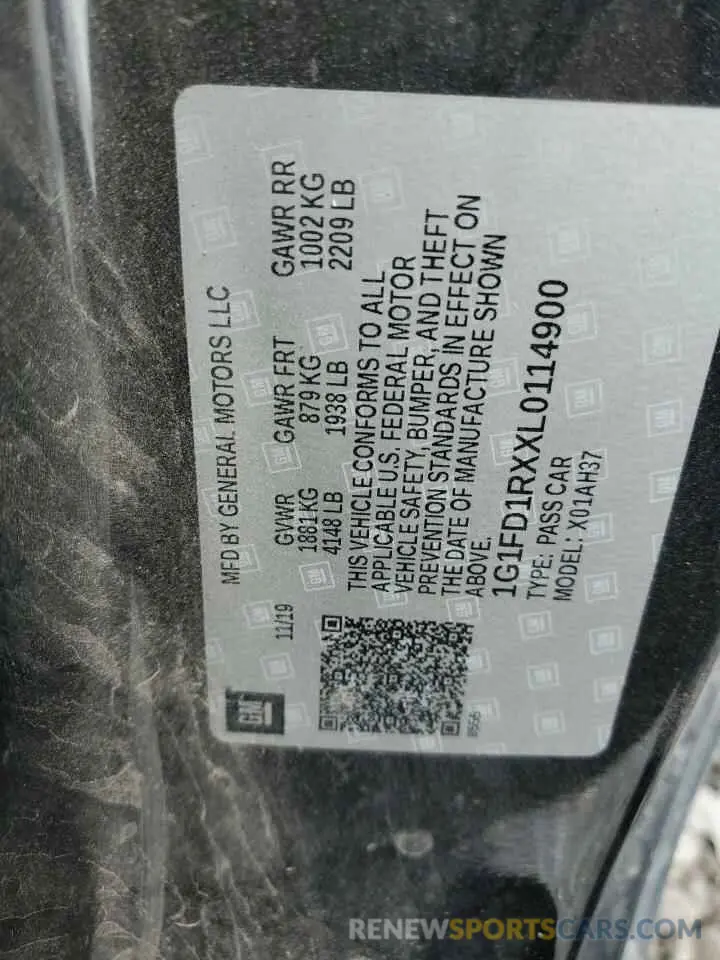 MFD BY GENERAL MOTORS LLC
11/19 GVWR GAWR FRT GAWR RR
1881 KG 879 KG 1002 KG
4148 LB 1938 LB 2209 LB
THIS VEHICLE CONFORMS TO ALL
APPLICABLE U.S. FEDERAL MOTOR
VEHICLE SAFETY, BUMPER, AND THEFT
PREVENTION STANDARDS IN EFFECT ON
THE DATE OF MANUFACTURE SHOWN
ABOVE.
1G1FD1RXXL0114900
TYPE: PASS CAR
MODEL: X01AH37
GM
RENEWSPORTSCARS.COM